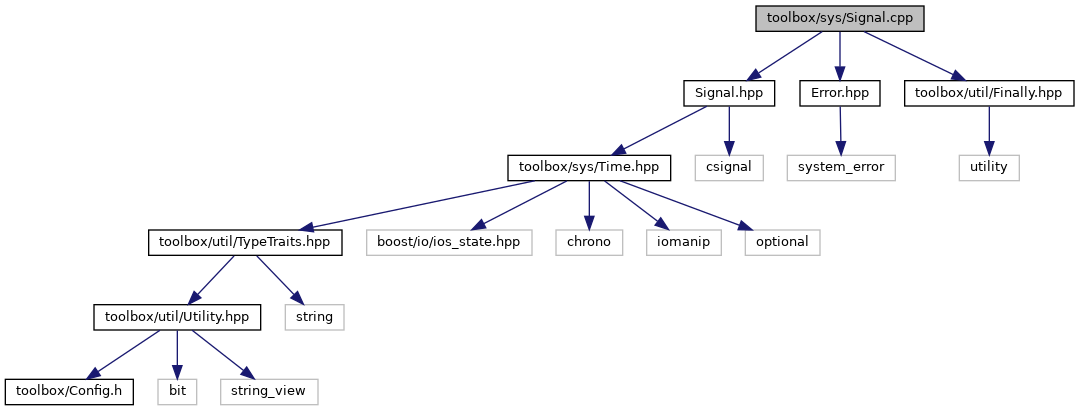 toolbox/sys/Signal.cpp
Signal.hpp
Error.hpp
toolbox/util/Finally.hpp
toolbox/sys/Time.hpp
csignal
system_error
utility
toolbox/util/TypeTraits.hpp
boost/io/ios_state.hpp
chrono
iomanip
optional
toolbox/util/Utility.hpp
string
toolbox/Config.h
bit
string_view